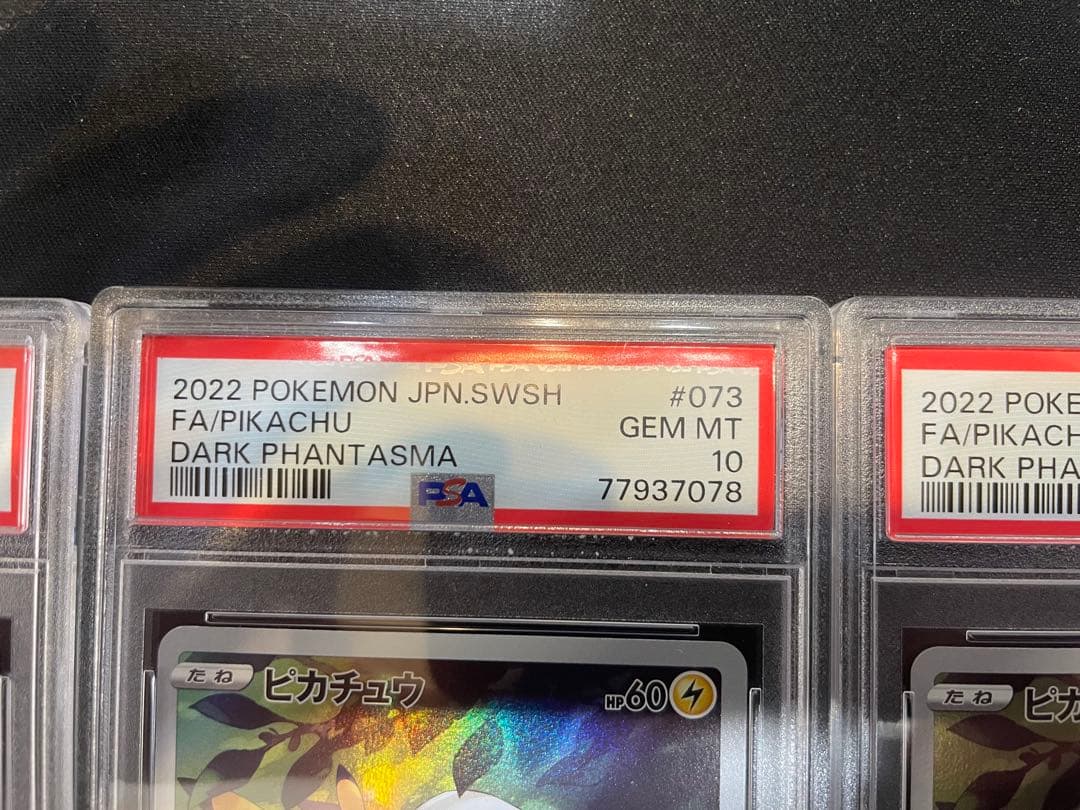 2022 POKEMON JPN.SWSH #073
FA/PIKACHU GEM MT
DARK PHANTASMA 10
PSA 77937078
たね ピカチュウ HP60
2022 POKE
FA/PIKACH
DARK PHA
たね ピカ